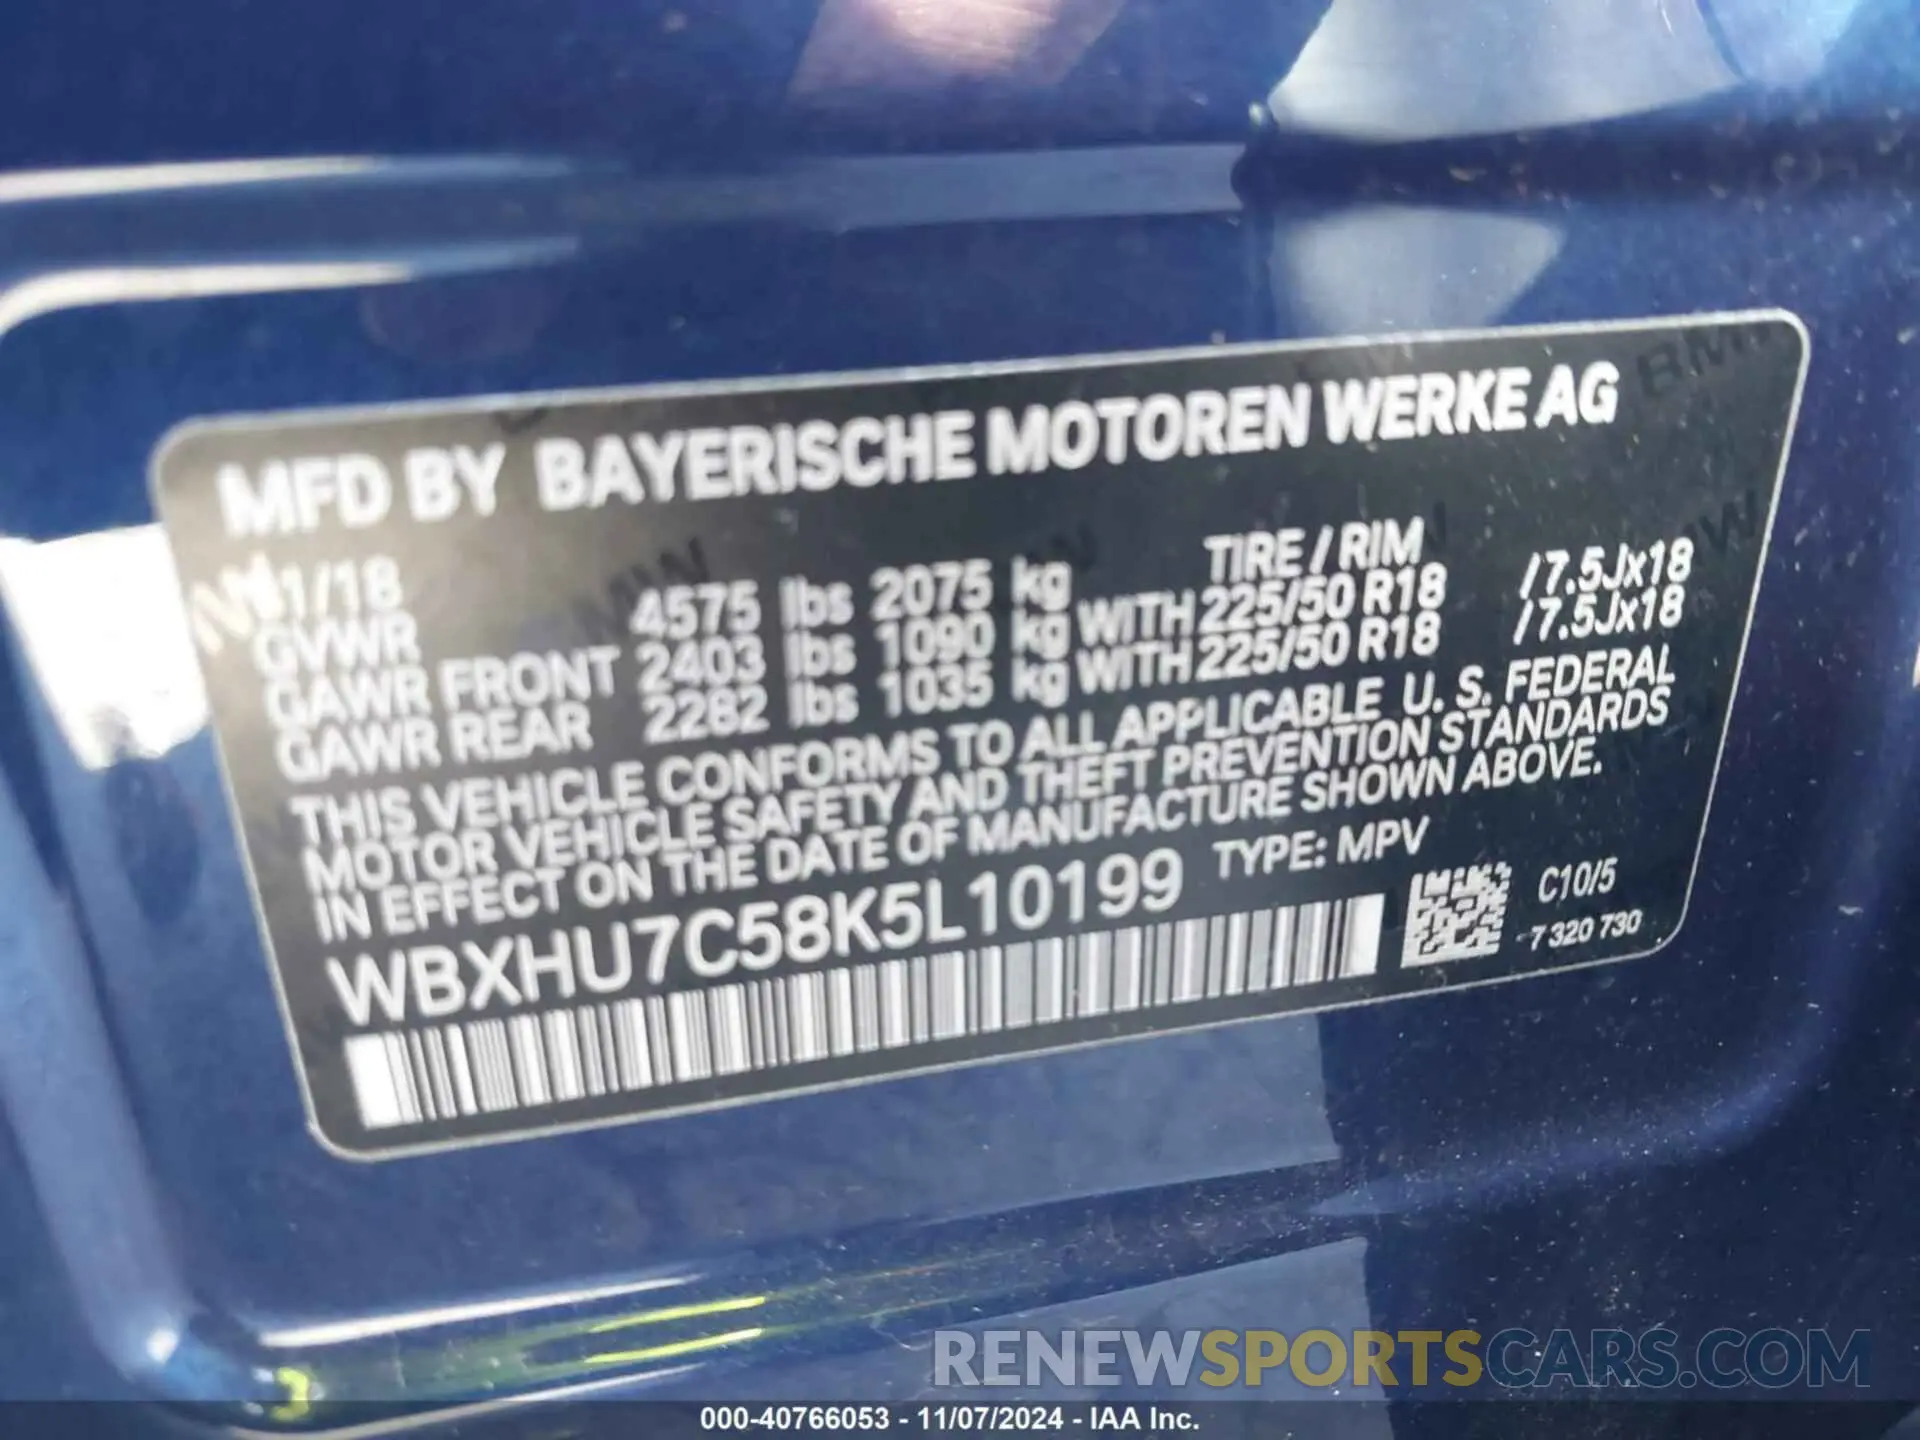 MFD BY BAYERISCHE MOTOREN WERKE AG
11/18 TIRE / RIM
GVWR 4575 lbs 2075 kg
GAWR FRONT 2403 lbs 1090 kg WITH 225/50 R18 /7.5Jx18
GAWR REAR 2282 lbs 1035 kg WITH 225/50 R18 /7.5Jx18
THIS VEHICLE CONFORMS TO ALL APPLICABLE U. S. FEDERAL
MOTOR VEHICLE SAFETY AND THEFT PREVENTION STANDARDS
IN EFFECT ON THE DATE OF MANUFACTURE SHOWN ABOVE.
WBXHU7C58K5L10199 TYPE: MPV
C10/5
7 320 730
RENEWSPORTSCARS.COM
000-40766053 - 11/07/2024 - IAA Inc.